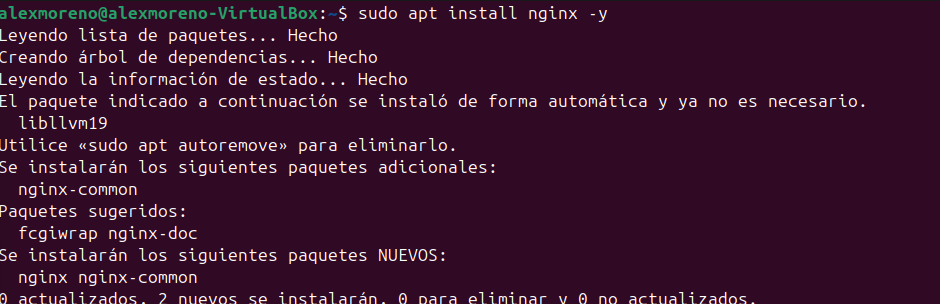 alexmoreno@alexmoreno-VirtualBox:~$ sudo apt install nginx -y
Leyendo lista de paquetes... Hecho
Creando árbol de dependencias... Hecho
Leyendo la información de estado... Hecho
El paquete indicado a continuación se instaló de forma automática y ya no es necesario.
  libllvm19
Utilice «sudo apt autoremove» para eliminarlo.
Se instalarán los siguientes paquetes adicionales:
  nginx-common
Paquetes sugeridos:
  fcgiwrap nginx-doc
Se instalarán los siguientes paquetes NUEVOS:
  nginx nginx-common
0 actualizados, 2 nuevos se instalarán, 0 para eliminar y 0 no actualizados.